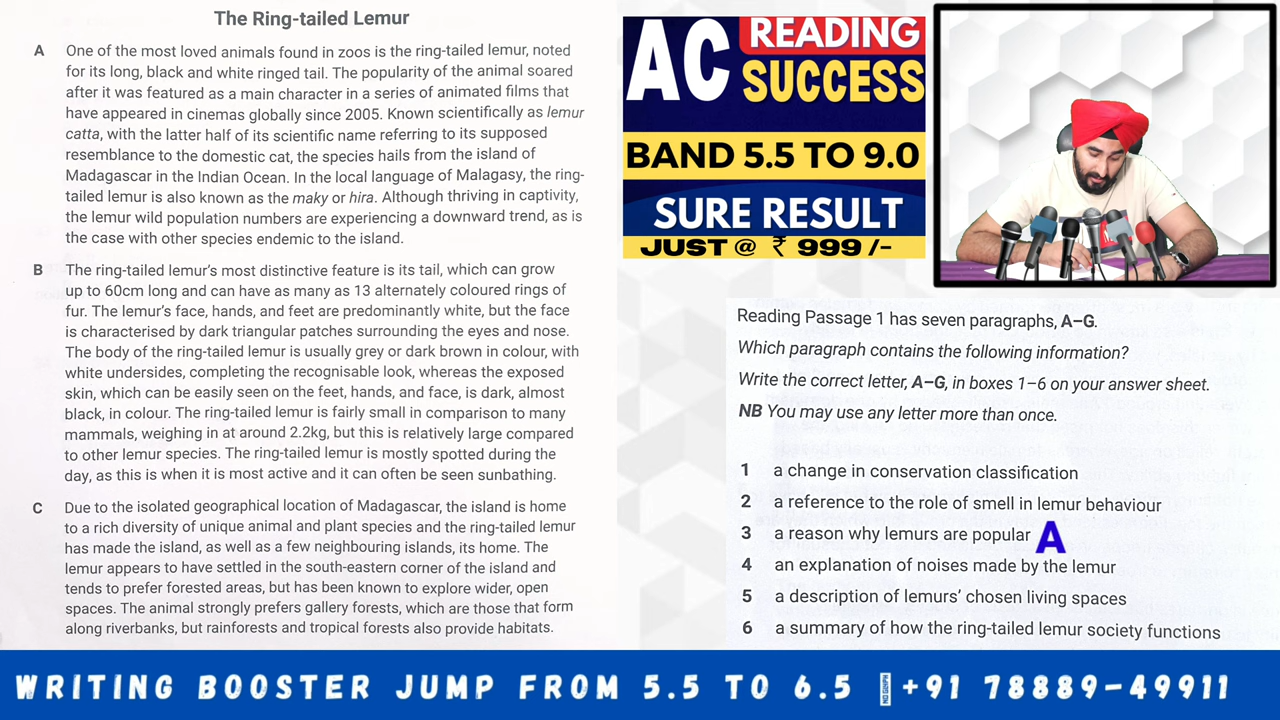 The Ring-tailed Lemur
A One of the most loved animals found in zoos is the ring-tailed lemur, noted
for its long, black and white ringed tail. The popularity of the animal soared
after it was featured as a main character in a series of animated films that
have appeared in cinemas globally since 2005. Known scientifically as lemur
catta, with the latter half of its scientific name referring to its supposed
resemblance to the domestic cat, the species hails from the island of
Madagascar in the Indian Ocean. In the local language of Malagasy, the ring-
tailed lemur is also known as the maky or hira. Although thriving in captivity,
the lemur wild population numbers are experiencing a downward trend, as is
the case with other species endemic to the island.
B The ring-tailed lemur's most distinctive feature is its tail, which can grow
up to 60cm long and can have as many as 13 alternately coloured rings of
fur. The lemur's face, hands, and feet are predominantly white, but the face
is characterised by dark triangular patches surrounding the eyes and nose.
The body of the ring-tailed lemur is usually grey or dark brown in colour, with
white undersides, completing the recognisable look, whereas the exposed
skin, which can be easily seen on the feet, hands, and face, is dark, almost
black, in colour. The ring-tailed lemur is fairly small in comparison to many
mammals, weighing in at around 2.2kg, but this is relatively large compared
to other lemur species. The ring-tailed lemur is mostly spotted during the
day, as this is when it is most active and it can often be seen sunbathing.
C Due to the isolated geographical location of Madagascar, the island is home
to a rich diversity of unique animal and plant species and the ring-tailed lemur
has made the island, as well as a few neighbouring islands, its home. The
lemur appears to have settled in the south-eastern corner of the island and
tends to prefer forested areas, but has been known to explore wider, open
spaces. The animal strongly prefers gallery forests, which are those that form
along riverbanks, but rainforests and tropical forests also provide habitats.
AC READING
SUCCESS
BAND 5.5 TO 9.0
SURE RESULT
JUST @ ₹ 999 /-
Reading Passage 1 has seven paragraphs, A–G.
Which paragraph contains the following information?
Write the correct letter, A–G, in boxes 1–6 on your answer sheet.
NB You may use any letter more than once.
1 a change in conservation classification
2 a reference to the role of smell in lemur behaviour
3 a reason why lemurs are popular A
4 an explanation of noises made by the lemur
5 a description of lemurs' chosen living spaces
6 a summary of how the ring-tailed lemur society functions
WRITING BOOSTER JUMP FROM 5.5 TO 6.5 +91 78889-49911